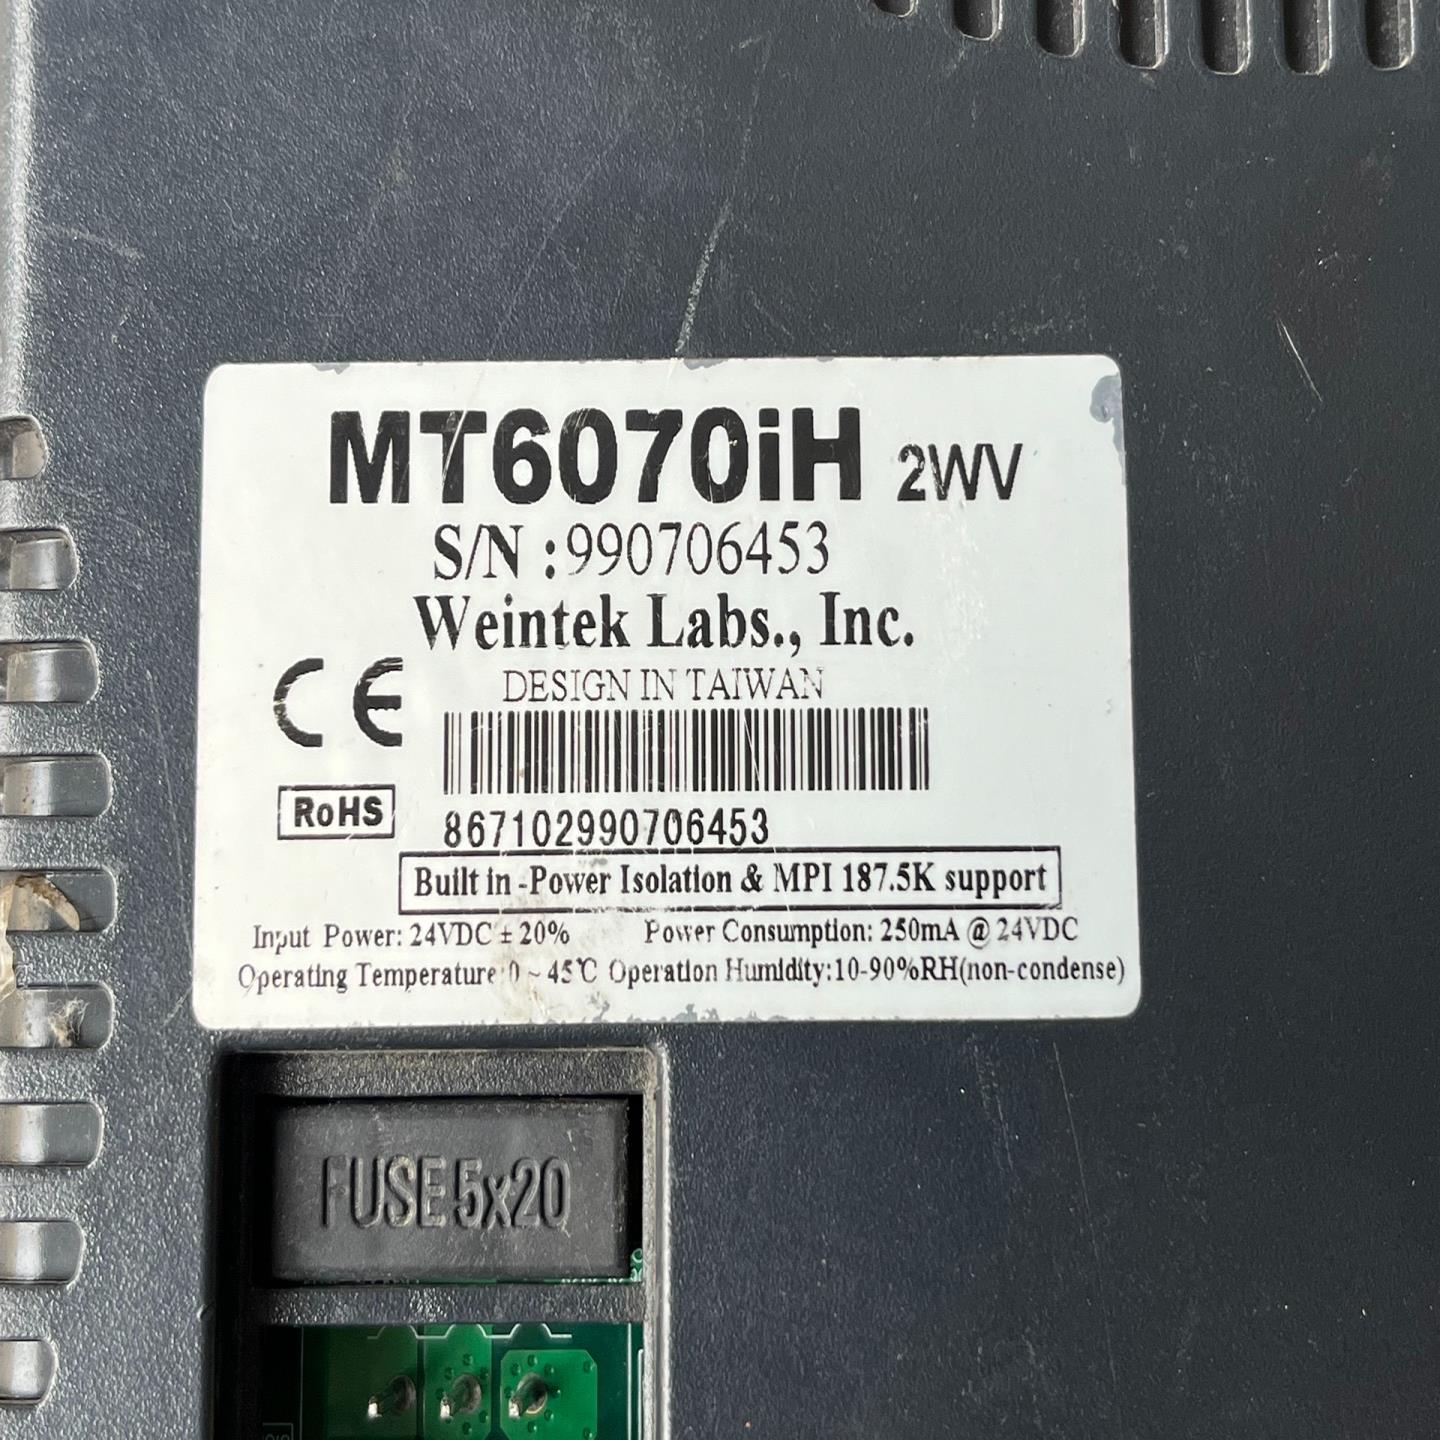 MT6070iH 2WV
S/N :990706453
Weintek Labs., Inc.
DESIGN IN TAIWAN
CE
RoHS
867102990706453
Built in -Power Isolation & MPI 187.5K support
Input Power: 24VDC ± 20% Power Consumption: 250mA @ 24VDC
Operating Temperature:0 ~ 45℃ Operation Humidity:10-90%RH(non-condense)
FUSE 5x20